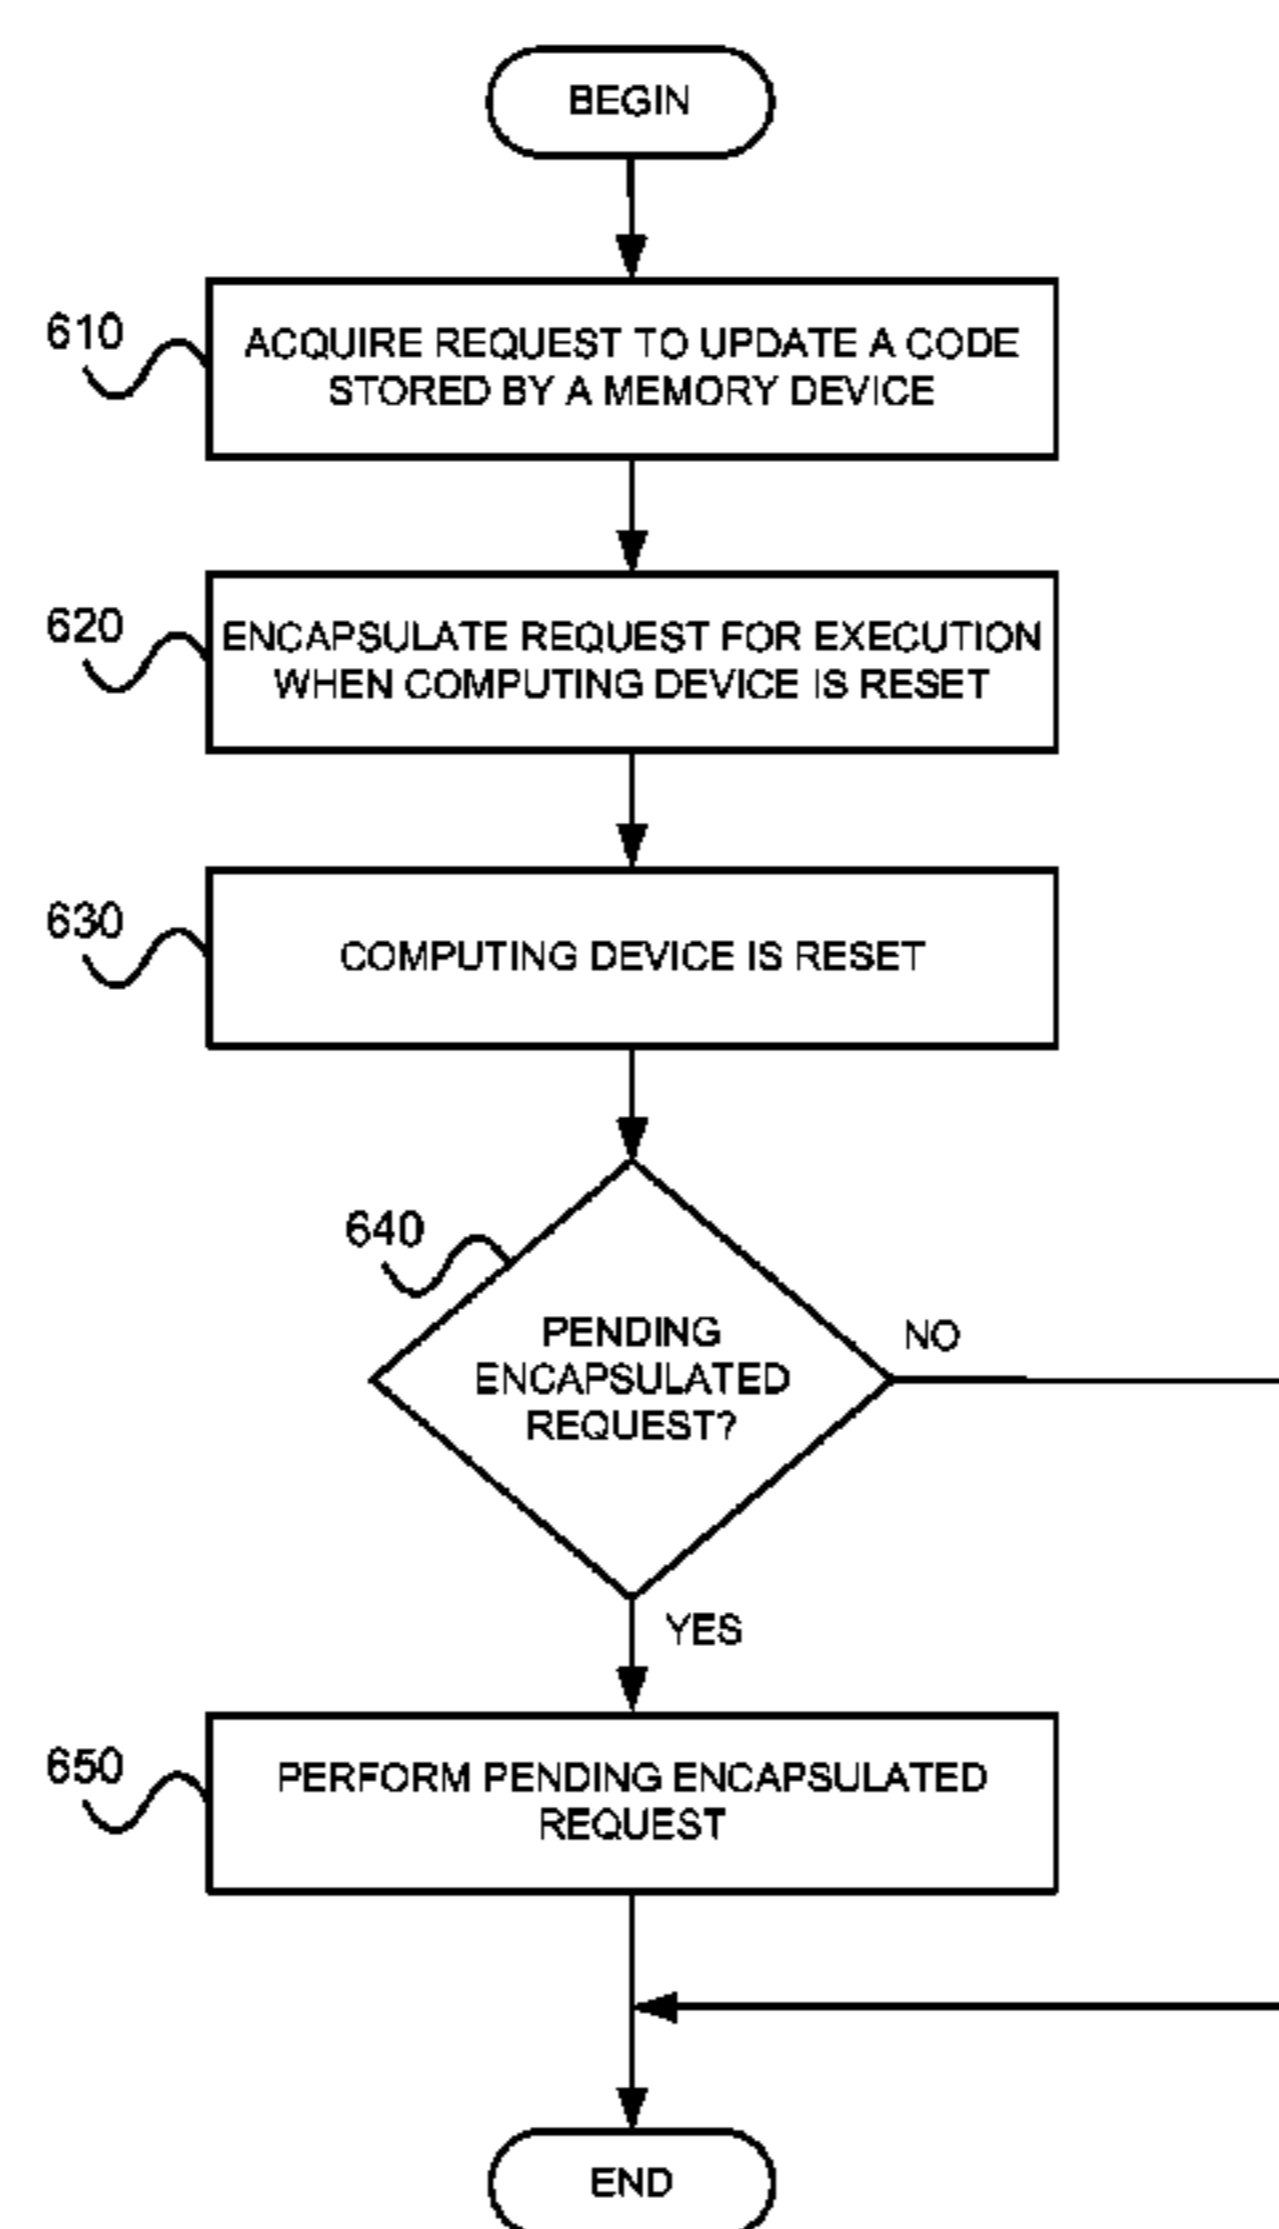 BEGIN
610
ACQUIRE REQUEST TO UPDATE A CODE
STORED BY A MEMORY DEVICE
620
ENCAPSULATE REQUEST FOR EXECUTION
WHEN COMPUTING DEVICE IS RESET
630
COMPUTING DEVICE IS RESET
640
PENDING
ENCAPSULATED
REQUEST?
NO
YES
650
PERFORM PENDING ENCAPSULATED
REQUEST
END